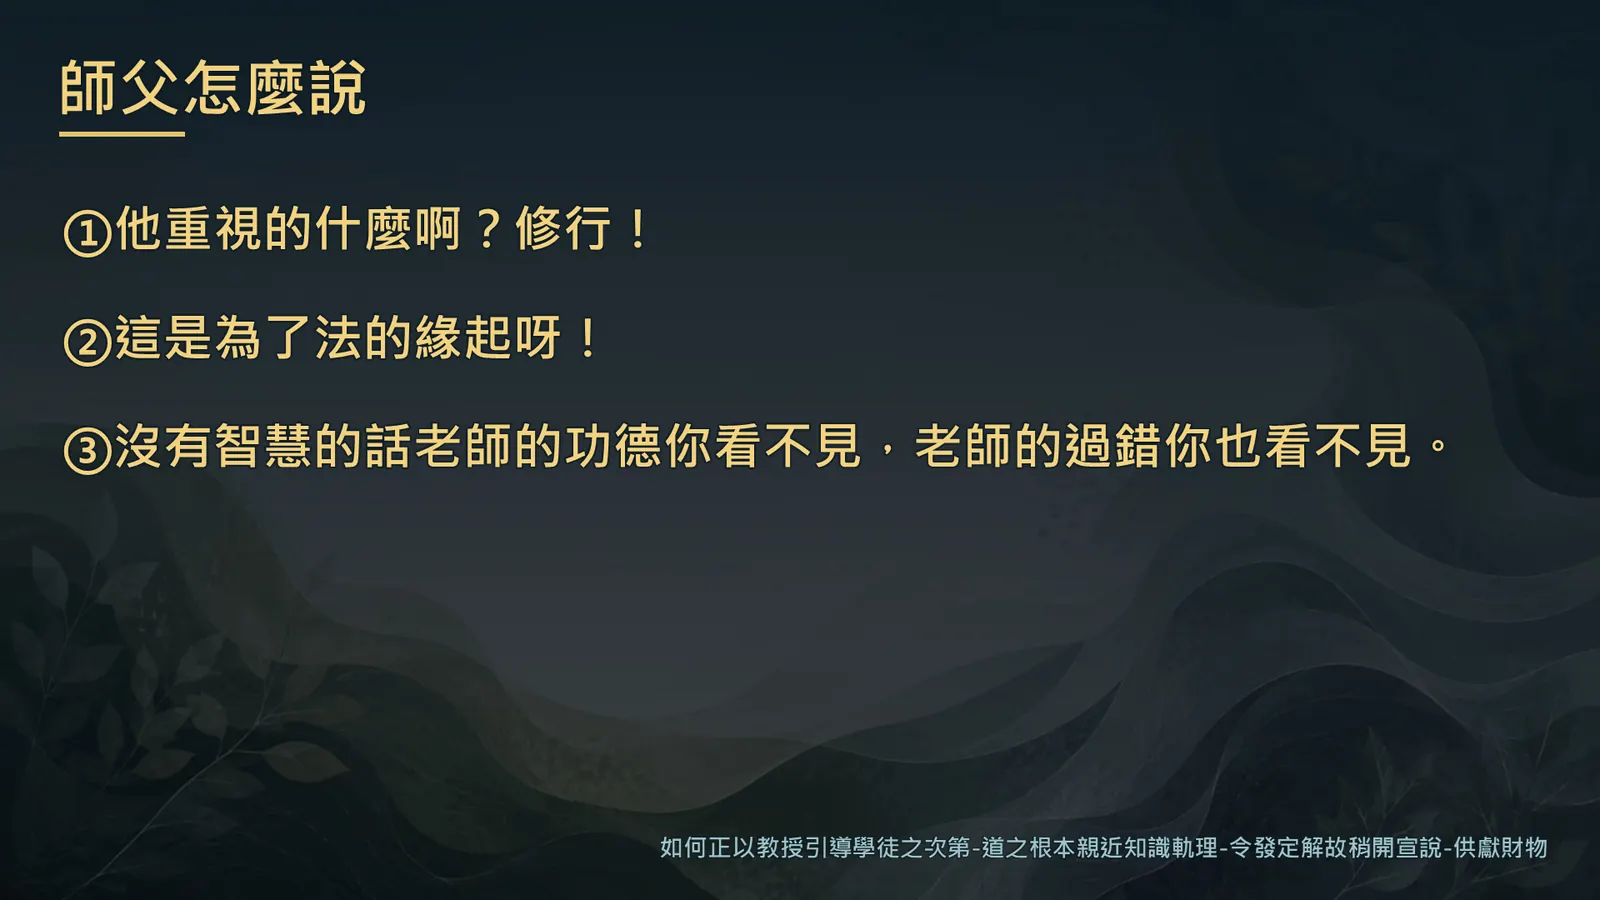 師父怎麼說
①他重視的什麼啊？修行！
②這是為了法的緣起呀！
③沒有智慧的話老師的功德你看不見，老師的過錯你也看不見。
如何正以教授引導學徒之次第-道之根本親近知識軌理-令發定解故稍開宣說-供獻財物